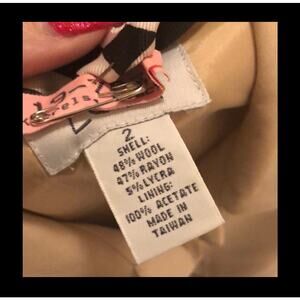 2
SHELL:
48% WOOL
47% RAYON
5% LYCRA
LINING:
100% ACETATE
MADE IN
TAIWAN